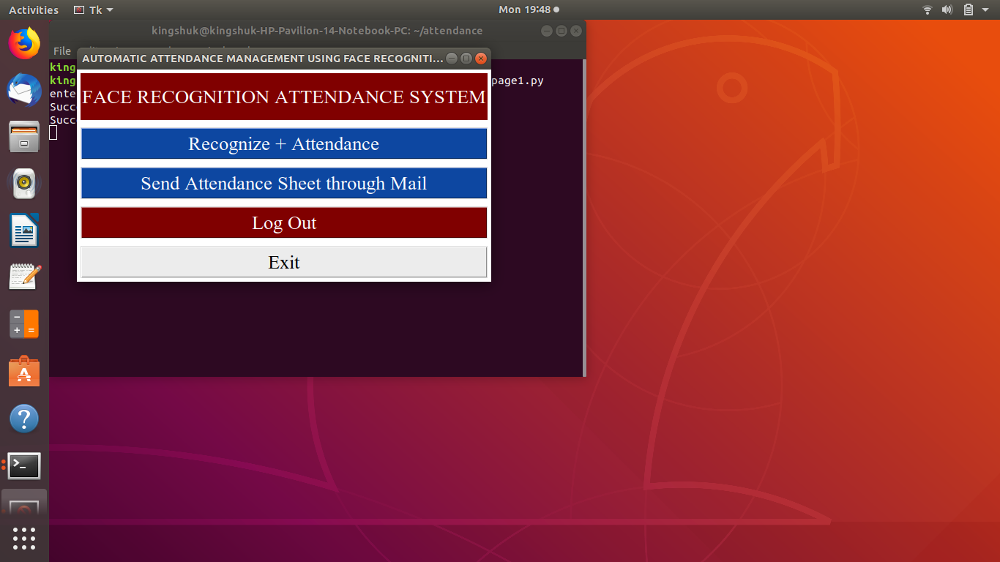 Activities Tk Mon 19:48
kingshuk@kingshuk-HP-Pavilion-14-Notebook-PC: ~/attendance
File
AUTOMATIC ATTENDANCE MANAGEMENT USING FACE RECOGNITI...
king
king page1.py
ente
Succ
Succ
FACE RECOGNITION ATTENDANCE SYSTEM
Recognize + Attendance
Send Attendance Sheet through Mail
Log Out
Exit